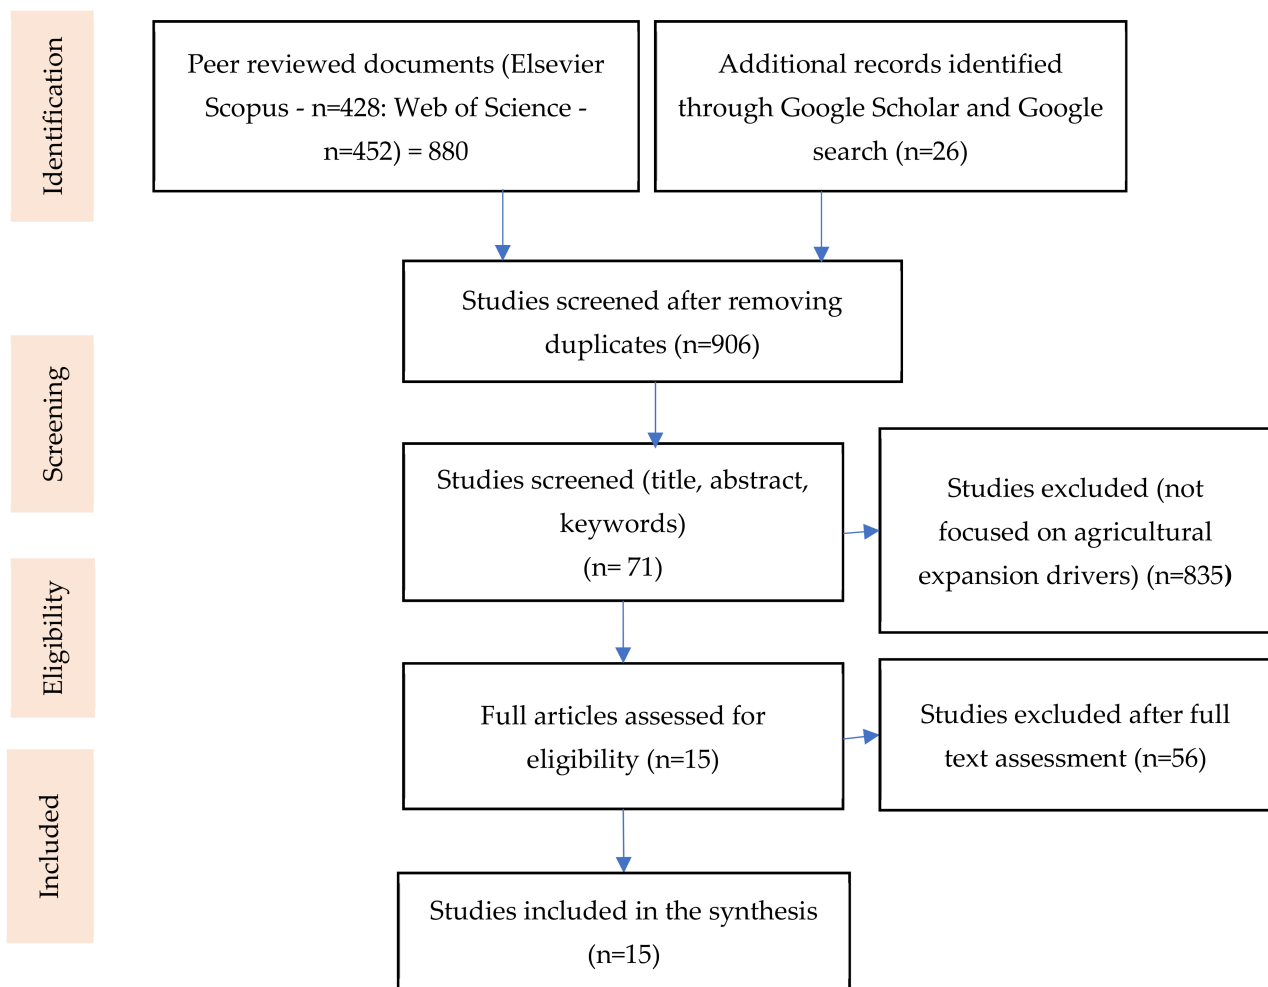 Identification
Peer reviewed documents (Elsevier
Scopus - n=428: Web of Science -
n=452) = 880
Additional records identified
through Google Scholar and Google
search (n=26)
Studies screened after removing
duplicates (n=906)
Screening
Studies screened (title, abstract,
keywords)
(n= 71)
Studies excluded (not
focused on agricultural
expansion drivers) (n=835)
Eligibility
Full articles assessed for
eligibility (n=15)
Studies excluded after full
text assessment (n=56)
Included
Studies included in the synthesis
(n=15)